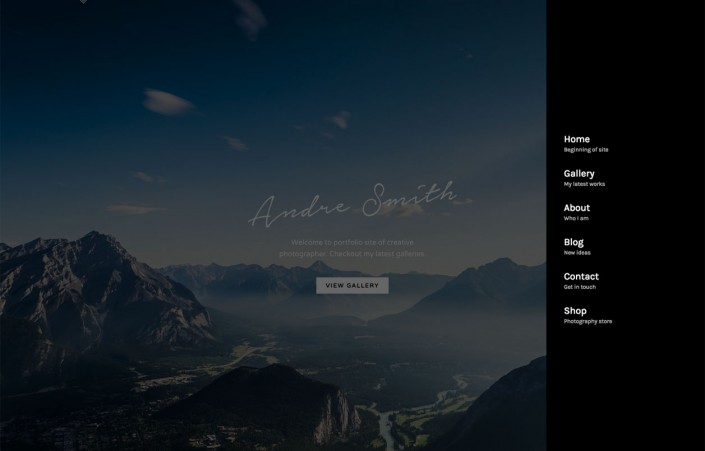 Andre Smith
Welcome to portfolio site of creative
photographer. Checkout my latest galleries
VIEW GALLERY
Home
Beginning of site
Gallery
My latest works
About
Who I am
Blog
New ideas
Contact
Get in touch
Shop
Photography store